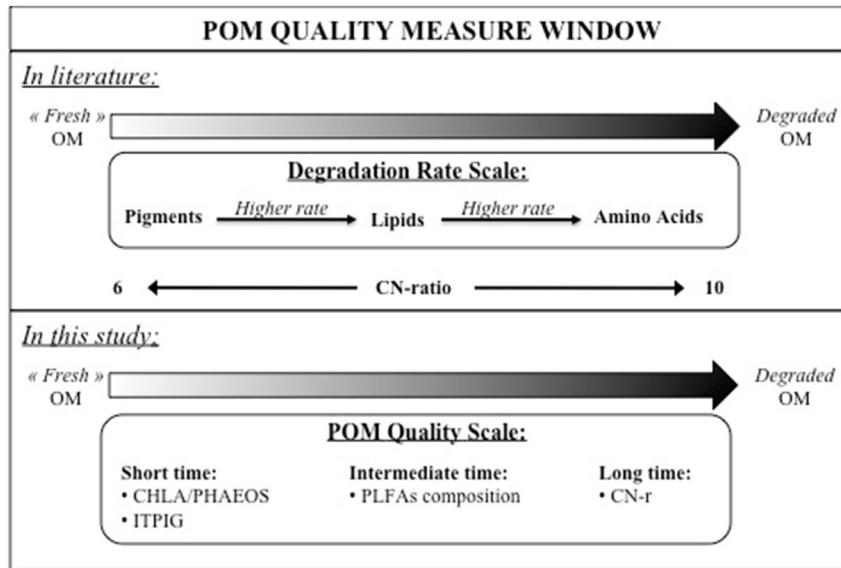 POM QUALITY MEASURE WINDOW
In literature:
« Fresh »
OM
Degraded
OM
Degradation Rate Scale:
Pigments Higher rate Lipids Higher rate Amino Acids
6 CN-ratio 10
In this study:
« Fresh »
OM
Degraded
OM
POM Quality Scale:
Short time:
• CHLA/PHAEOS
• ITPIG
Intermediate time:
• PLFAs composition
Long time:
• CN-r